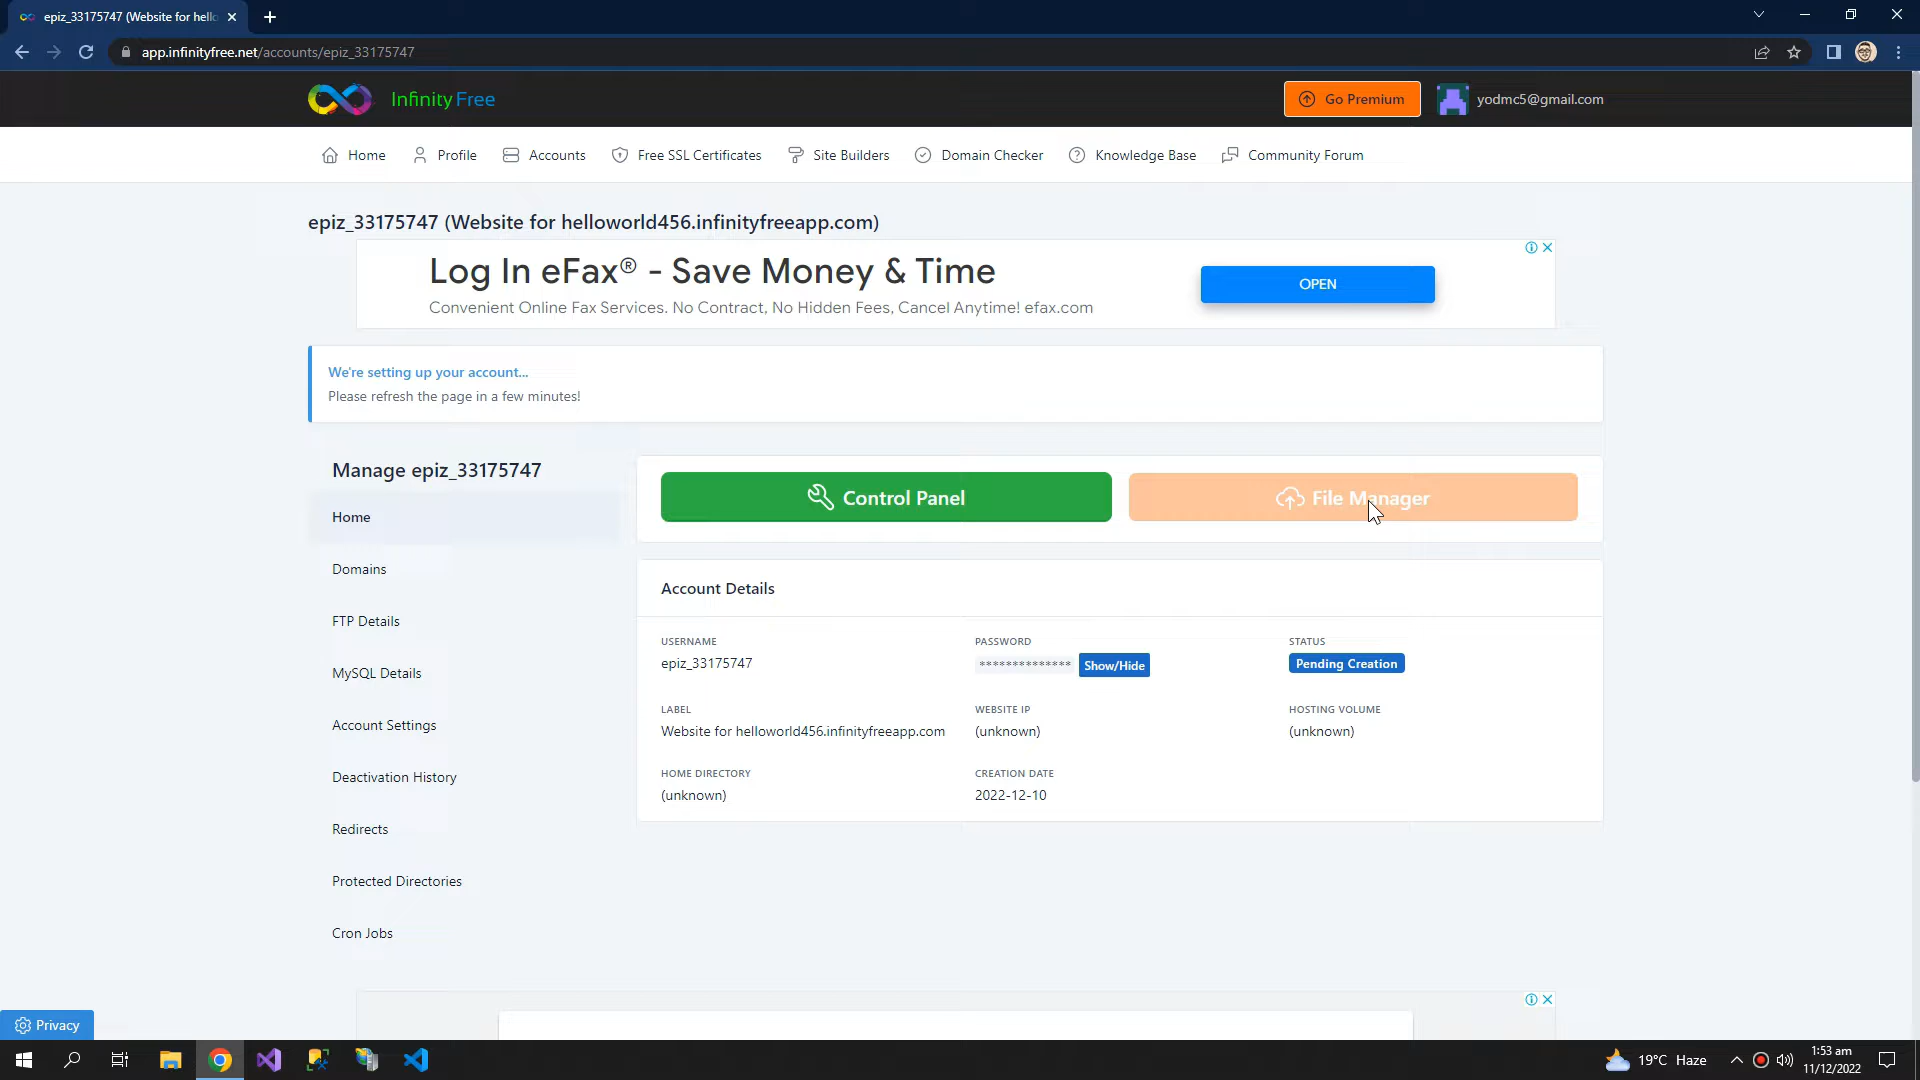 epiz_33175747 (Website for hello
app.infinityfree.net/accounts/epiz_33175747
Infinity Free
Go Premium
yodmc5@gmail.com
Home
Profile
Accounts
Free SSL Certificates
Site Builders
Domain Checker
Knowledge Base
Community Forum
epiz_33175747 (Website for helloworld456.infinityfreeapp.com)
Log In eFax® - Save Money & Time
Convenient Online Fax Services. No Contract, No Hidden Fees, Cancel Anytime! efax.com
OPEN
We're setting up your account...
Please refresh the page in a few minutes!
Manage epiz_33175747
Home
Domains
FTP Details
MySQL Details
Account Settings
Deactivation History
Redirects
Protected Directories
Cron Jobs
Control Panel
File Manager
Account Details
USERNAME
epiz_33175747
PASSWORD
************** Show/Hide
STATUS
Pending Creation
LABEL
Website for helloworld456.infinityfreeapp.com
WEBSITE IP
(unknown)
HOSTING VOLUME
(unknown)
HOME DIRECTORY
(unknown)
CREATION DATE
2022-12-10
Privacy
19°C Haze
1:53 am
11/12/2022